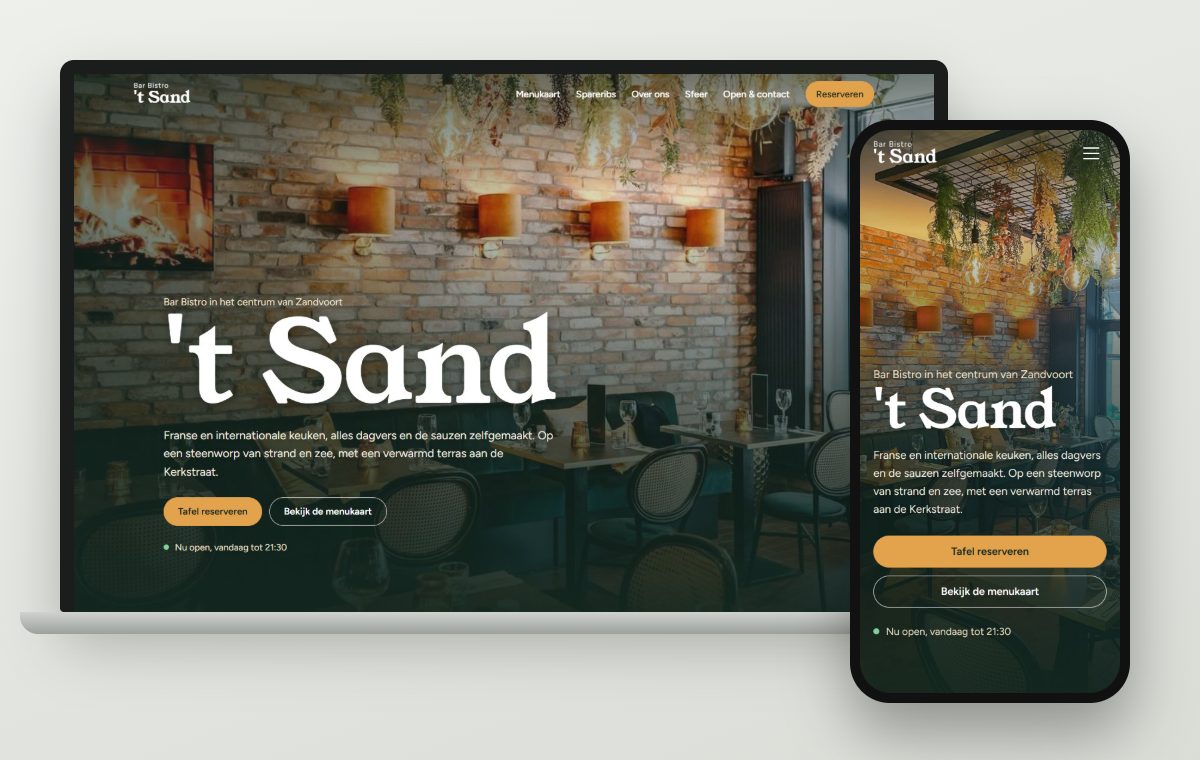 Bar Bistro
't Sand
Menukaart Spareribs Over ons Sfeer Open & contact Reserveren
Bar Bistro in het centrum van Zandvoort
't Sand
Franse en internationale keuken, alles dagvers en de sauzen zelfgemaakt. Op
een steenworp van strand en zee, met een verwarmd terras aan de
Kerkstraat.
Tafel reserveren Bekijk de menukaart
Nu open, vandaag tot 21:30
Bar Bistro
't Sand
Bar Bistro in het centrum van Zandvoort
't Sand
Franse en internationale keuken, alles dagvers
en de sauzen zelfgemaakt. Op een steenworp
van strand en zee, met een verwarmd terras
aan de Kerkstraat.
Tafel reserveren
Bekijk de menukaart
Nu open, vandaag tot 21:30